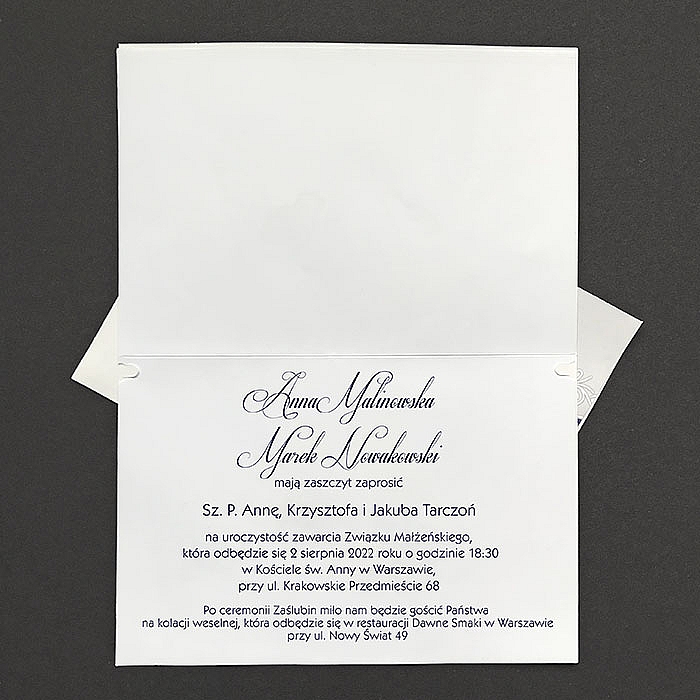 Anna Malinowska
Marek Nowakowski
mają zaszczyt zaprosić
Sz. P. Annę, Krzysztofa i Jakuba Tarczoń
na uroczystość zawarcia Związku Małżeńskiego,
która odbędzie się 2 sierpnia 2022 roku o godzinie 18:30
w Kościele św. Anny w Warszawie,
przy ul. Krakowskie Przedmieście 68
Po ceremonii Zaślubin miło nam będzie gościć Państwa
na kolacji weselnej, która odbędzie się w restauracji Dawne Smaki w Warszawie
przy ul. Nowy Świat 49